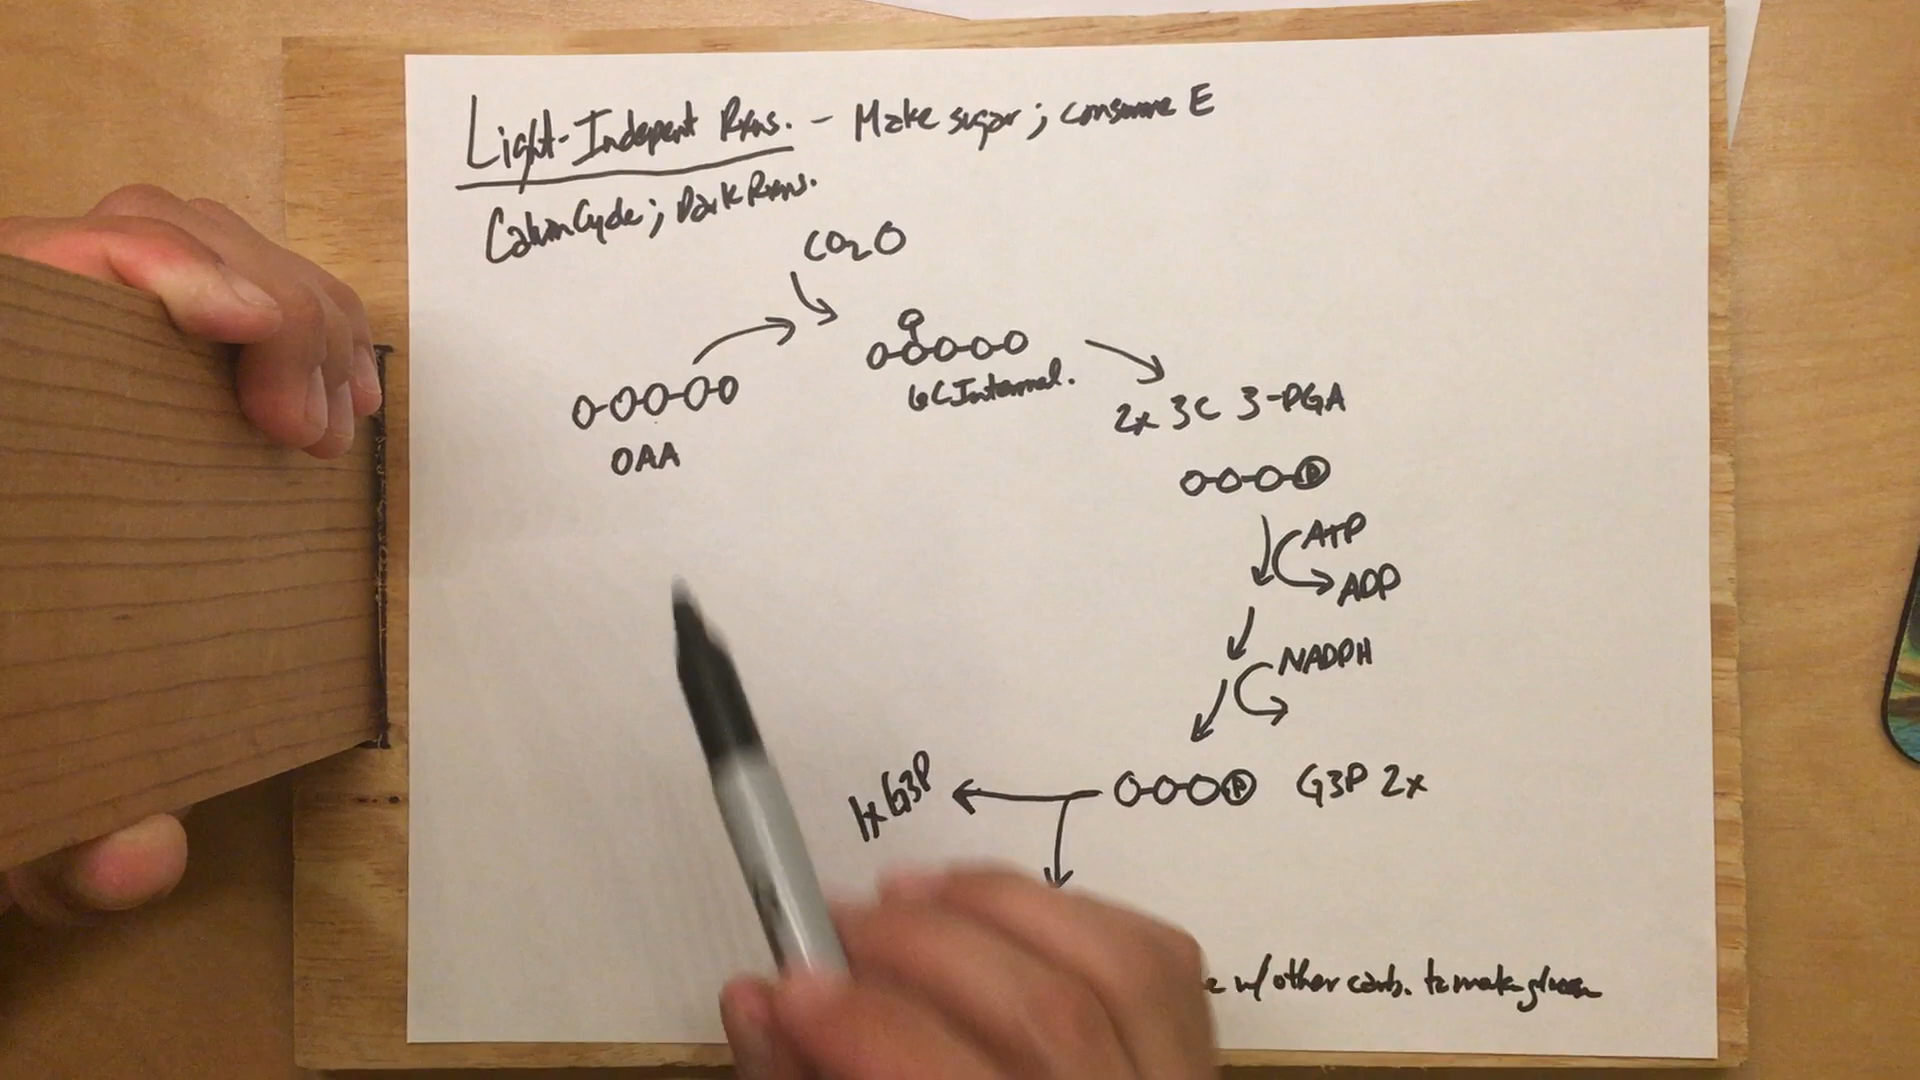 Light-Indepent Rxns. - Make sugar; consume E
Calvin Cycle; Dark Rxns.
CO2
OAA
6C Intermed.
2x 3C 3-PGA
P
ATP
ADP
NADPH
1x G3P
P
G3P 2x
w/ other carb. to make glucose